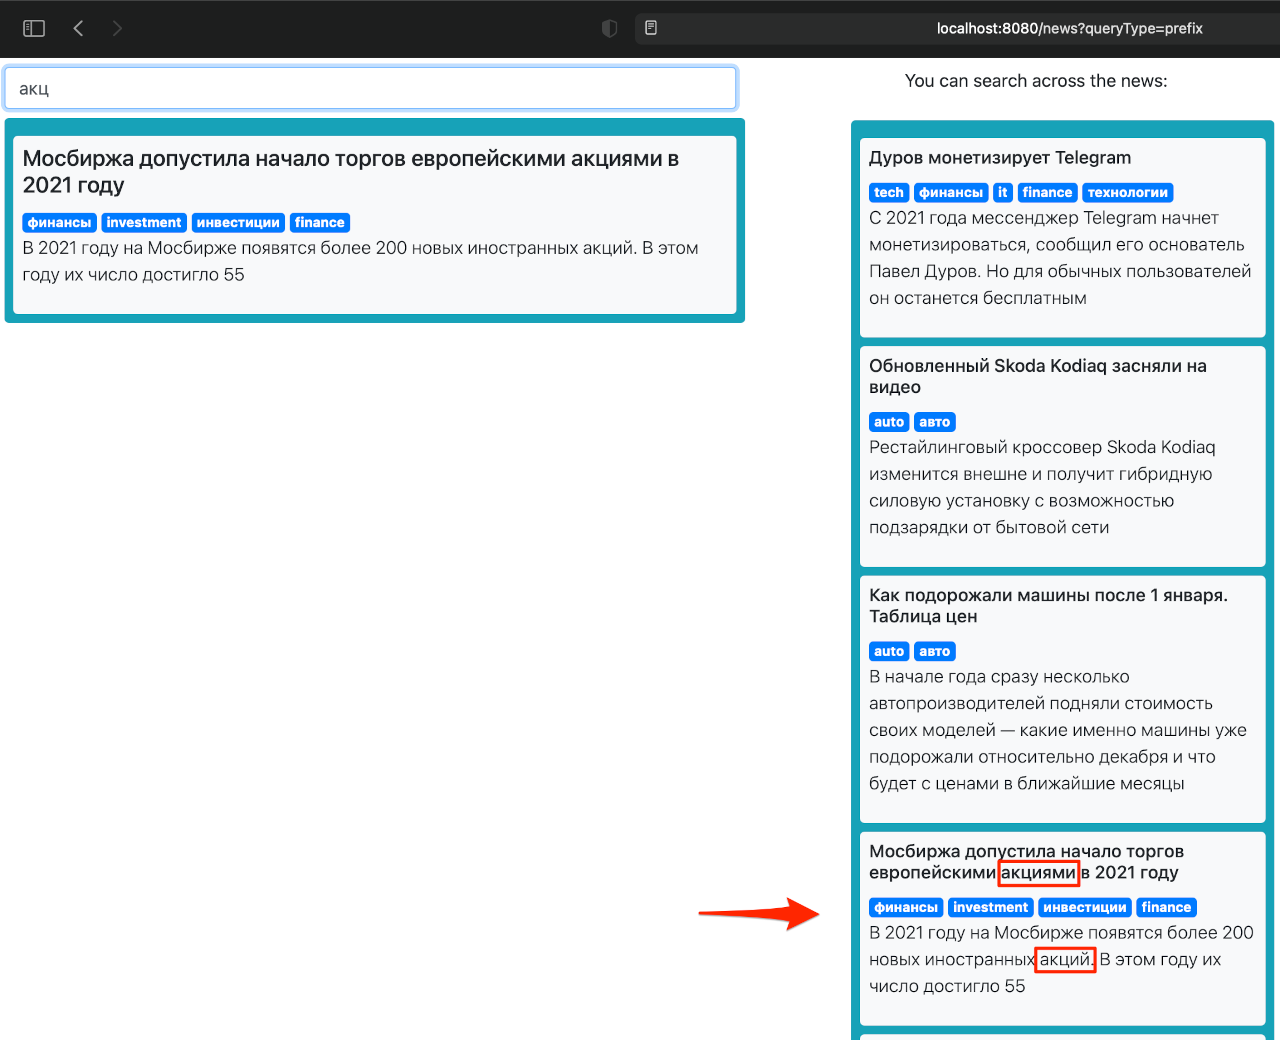 localhost:8080/news?queryType=prefix
акц
Мосбиржа допустила начало торгов европейскими акциями в
2021 году
финансы investment инвестиции finance
В 2021 году на Мосбирже появятся более 200 новых иностранных акций. В этом
году их число достигло 55
You can search across the news:
Дуров монетизирует Telegram
tech финансы it finance технологии
С 2021 года мессенджер Telegram начнет
монетизироваться, сообщил его основатель
Павел Дуров. Но для обычных пользователей
он останется бесплатным
Обновленный Skoda Kodiaq засняли на
видео
auto авто
Рестайлинговый кроссовер Skoda Kodiaq
изменится внешне и получит гибридную
силовую установку с возможностью
подзарядки от бытовой сети
Как подорожали машины после 1 января.
Таблица цен
auto авто
В начале года сразу несколько
автопроизводителей подняли стоимость
своих моделей — какие именно машины уже
подорожали относительно декабря и что
будет с ценами в ближайшие месяцы
Мосбиржа допустила начало торгов
европейскими акциями в 2021 году
финансы investment инвестиции finance
В 2021 году на Мосбирже появятся более 200
новых иностранных акций. В этом году их
число достигло 55